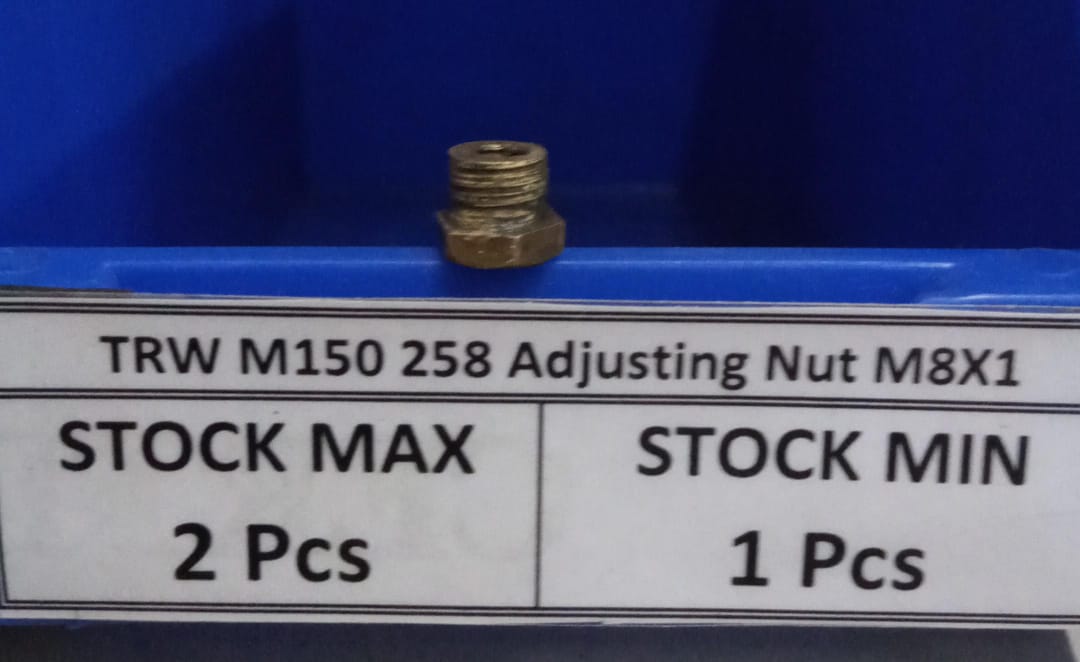 TRW M150 258 Adjusting Nut M8X1
STOCK MAX
2 Pcs
STOCK MIN
1 Pcs